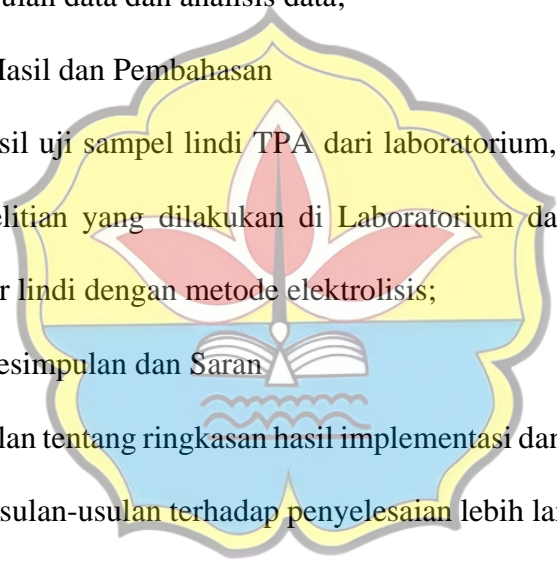 ulan data dan analisis data;
Hasil dan Pembahasan
sil uji sampel lindi TPA dari laboratorium,
elitian yang dilakukan di Laboratorium da
r lindi dengan metode elektrolisis;
esimpulan dan Saran
lan tentang ringkasan hasil implementasi dan
sulan-usulan terhadap penyelesaian lebih la